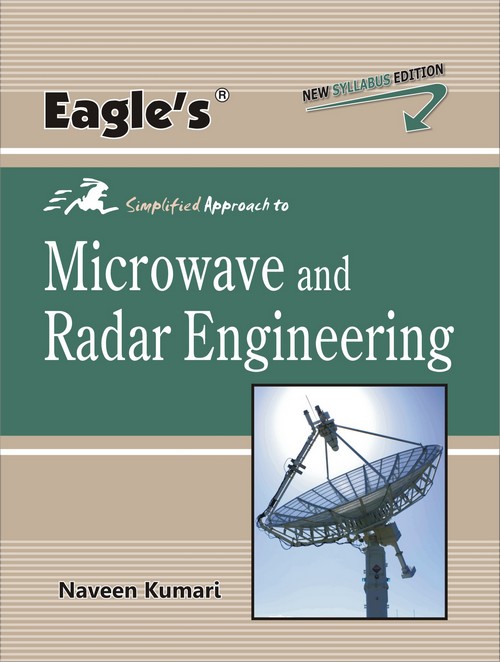 Eagle's®
NEW SYLLABUS EDITION
Simplified Approach to
Microwave and
Radar Engineering
Naveen Kumari